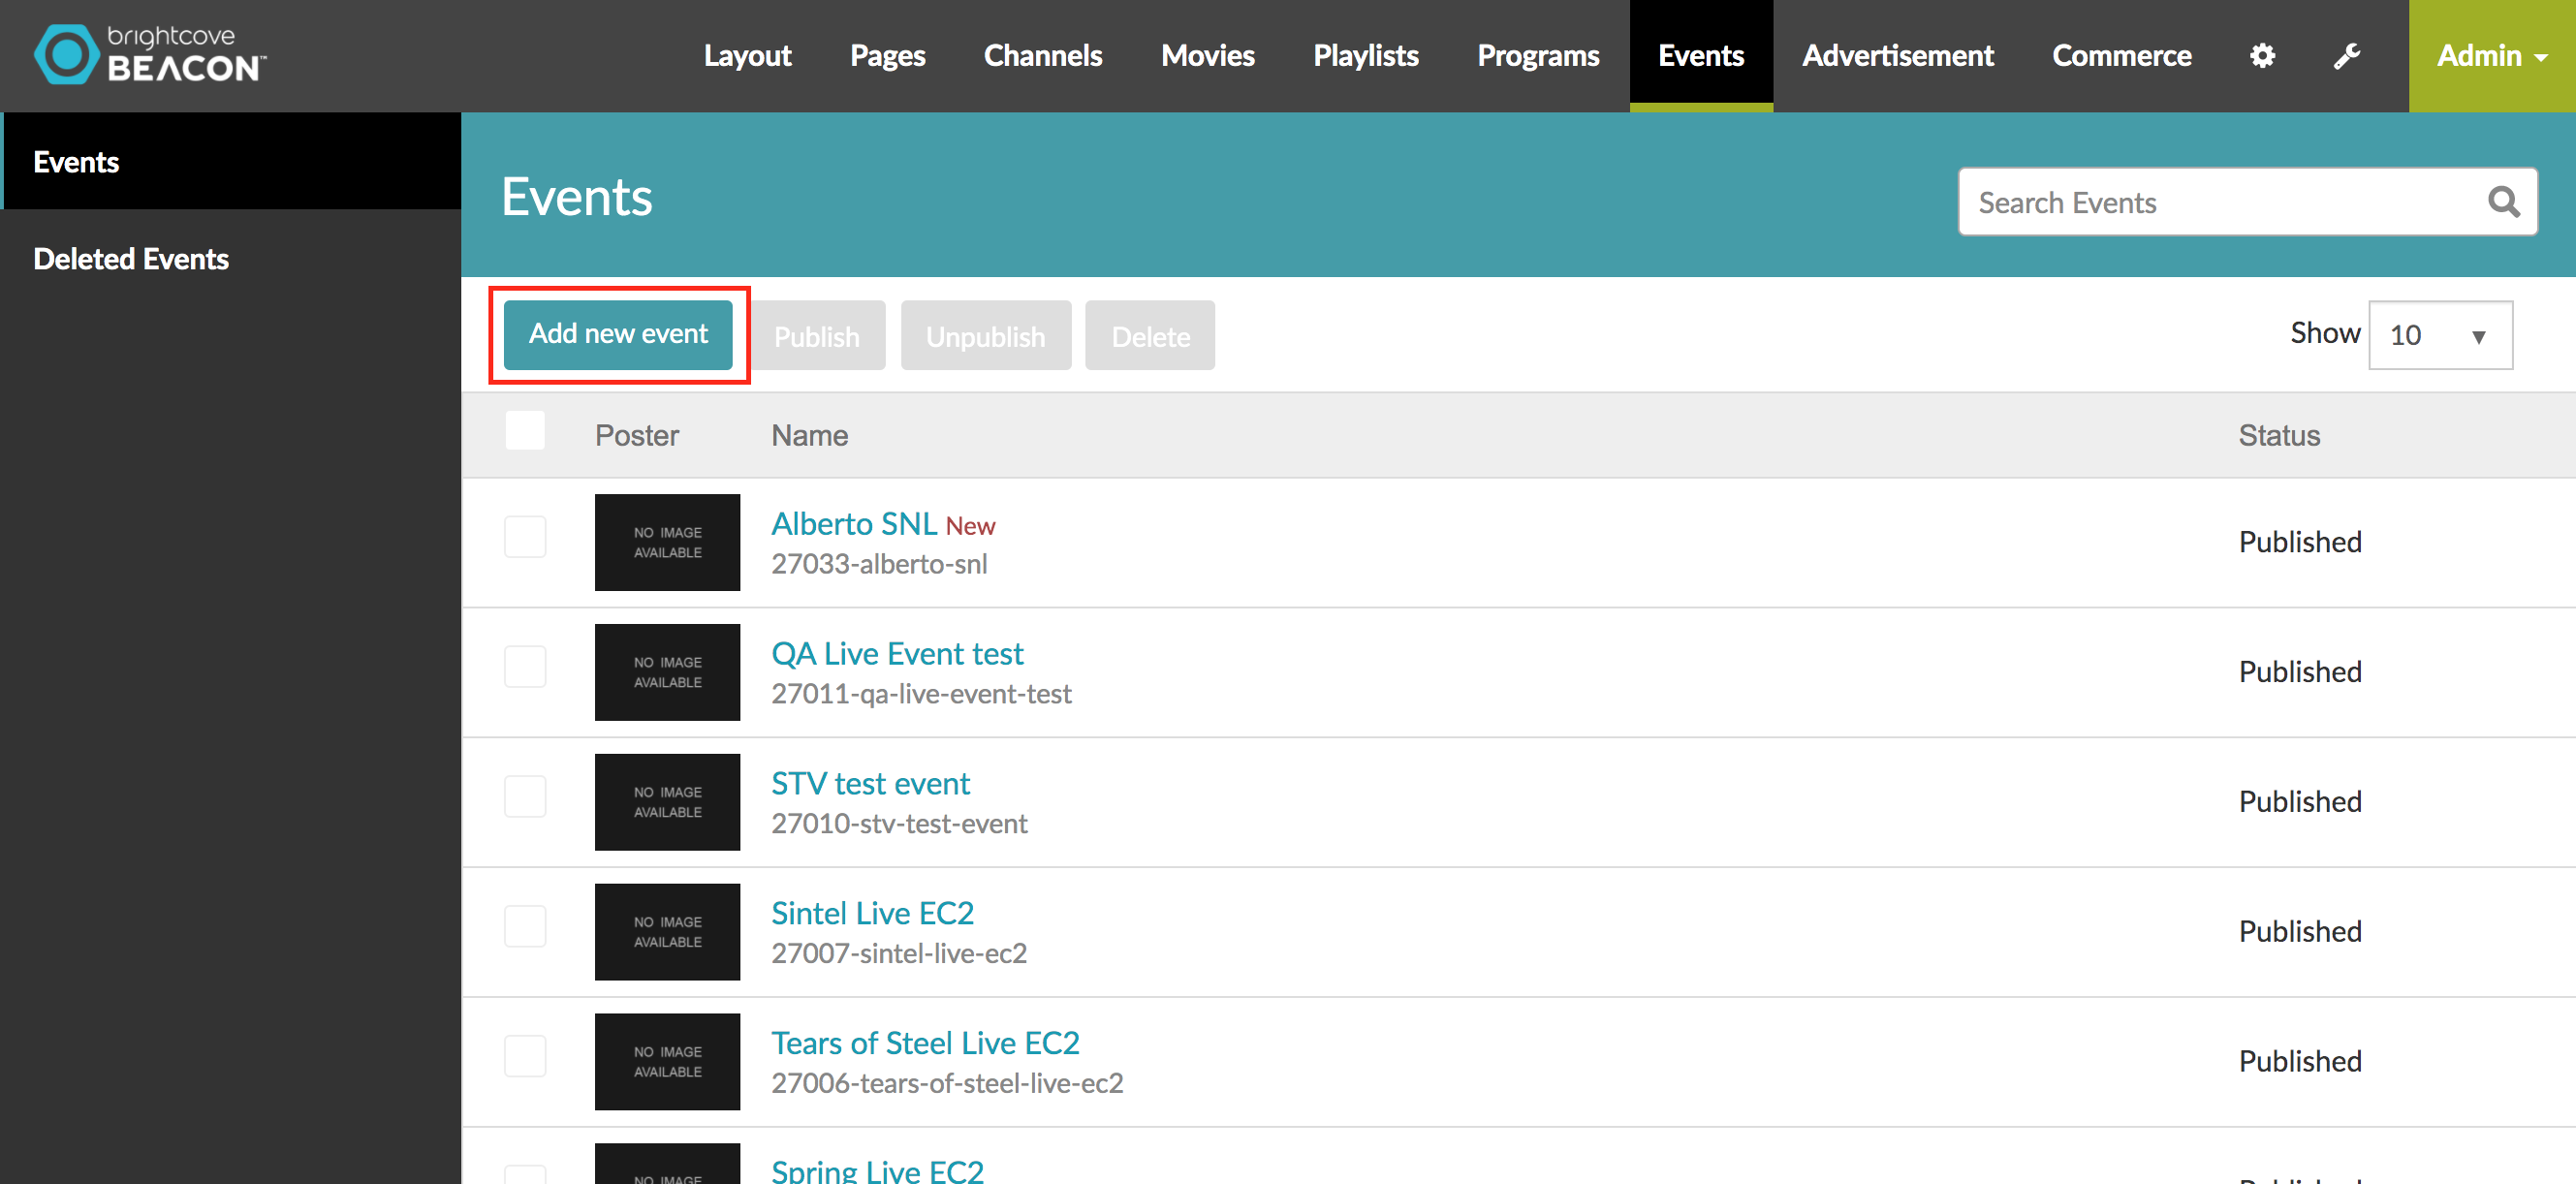 brightcove
BEACON™
Layout Pages Channels Movies Playlists Programs Events Advertisement Commerce Admin
Events
Deleted Events
Events
Search Events
Add new event Publish Unpublish Delete
Show 10
Poster Name Status
NO IMAGE
AVAILABLE
Alberto SNL New
27033-alberto-snl
Published
NO IMAGE
AVAILABLE
QA Live Event test
27011-qa-live-event-test
Published
NO IMAGE
AVAILABLE
STV test event
27010-stv-test-event
Published
NO IMAGE
AVAILABLE
Sintel Live EC2
27007-sintel-live-ec2
Published
NO IMAGE
AVAILABLE
Tears of Steel Live EC2
27006-tears-of-steel-live-ec2
Published
NO IMAGE
Spring Live EC2